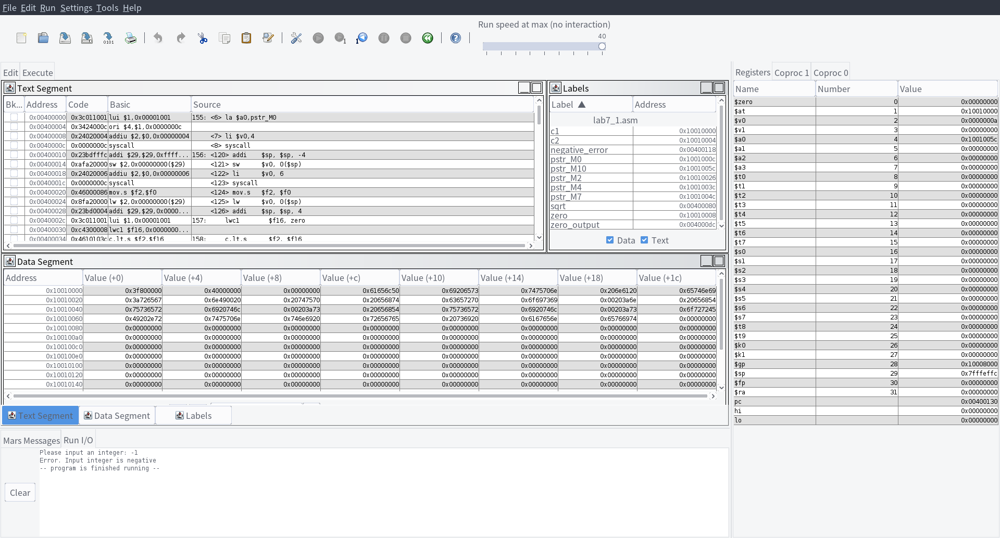 File Edit Run Settings Tools Help
Run speed at max (no interaction)
40
Edit Execute
Text Segment
Bk... Address Code Basic Source
0x00400000 0x3c011001 lui $1,0x00001001 155: <6> la $a0,pstr_M0
0x00400004 0x3424000c ori $4,$1,0x0000000c
0x00400008 0x24020004 addiu $2,$0,0x00000004 <7> li $v0,4
0x0040000c 0x0000000c syscall <8> syscall
0x00400010 0x23bdfffc addi $29,$29,0xffff... 156: <120> addi $sp, $sp, -4
0x00400014 0xafa20000 sw $2,0x00000000($29) <121> sw $v0, 0($sp)
0x00400018 0x24020006 addiu $2,$0,0x00000006 <122> li $v0, 6
0x0040001c 0x0000000c syscall <123> syscall
0x00400020 0x46000086 mov.s $f2,$f0 <124> mov.s $f2, $f0
0x00400024 0x8fa20000 lw $2,0x00000000($29) <125> lw $v0, 0($sp)
0x00400028 0x23bd0004 addi $29,$29,0x0000... <126> addi $sp, $sp, 4
0x0040002c 0x3c011001 lui $1,0x00001001 157: lwc1 $f16, zero
0x00400030 0xc4300008 lwc1 $f16,0x0000000...
0x00400034 0x4610103c c.lt.s $f2,$f16 158: c.lt.s $f2, $f16
Labels
Label ▲ Address
lab7_1.asm
c1 0x10010000
c2 0x10010004
negative_error 0x00400118
pstr_M0 0x1001000c
pstr_M10 0x1001005c
pstr_M2 0x10010026
pstr_M4 0x1001003c
pstr_M7 0x1001004c
sqrt 0x00400080
zero 0x10010008
zero_output 0x004000dc
Data Text
Data Segment
Address Value (+0) Value (+4) Value (+8) Value (+c) Value (+10) Value (+14) Value (+18) Value (+1c)
0x10010000 0x3f800000 0x40000000 0x00000000 0x61656c50 0x69206573 0x7475706e 0x206e6120 0x65746e69
0x10010020 0x3a726567 0x6e490020 0x20747570 0x20656874 0x63657270 0x6f697369 0x00203a6e 0x20656854
0x10010040 0x75736572 0x6920746c 0x00203a73 0x20656854 0x75736572 0x6920746c 0x00203a73 0x6f727245
0x10010060 0x49202e72 0x7475706e 0x746e6920 0x72656765 0x20736920 0x6167656e 0x65766974 0x00000000
0x10010080 0x00000000 0x00000000 0x00000000 0x00000000 0x00000000 0x00000000 0x00000000 0x00000000
0x100100a0 0x00000000 0x00000000 0x00000000 0x00000000 0x00000000 0x00000000 0x00000000 0x00000000
0x100100c0 0x00000000 0x00000000 0x00000000 0x00000000 0x00000000 0x00000000 0x00000000 0x00000000
0x100100e0 0x00000000 0x00000000 0x00000000 0x00000000 0x00000000 0x00000000 0x00000000 0x00000000
0x10010100 0x00000000 0x00000000 0x00000000 0x00000000 0x00000000 0x00000000 0x00000000 0x00000000
0x10010120 0x00000000 0x00000000 0x00000000 0x00000000 0x00000000 0x00000000 0x00000000 0x00000000
0x10010140 0x00000000 0x00000000 0x00000000 0x00000000 0x00000000 0x00000000 0x00000000 0x00000000
Text Segment Data Segment Labels
Mars Messages Run I/O
Please input an integer: -1
Error. Input integer is negative
-- program is finished running --
Clear
Registers Coproc 1 Coproc 0
Name Number Value
$zero 0 0x00000000
$at 1 0x10010000
$v0 2 0x0000000a
$v1 3 0x00000000
$a0 4 0x1001005c
$a1 5 0x00000000
$a2 6 0x00000000
$a3 7 0x00000000
$t0 8 0x00000000
$t1 9 0x00000000
$t2 10 0x00000000
$t3 11 0x00000000
$t4 12 0x00000000
$t5 13 0x00000000
$t6 14 0x00000000
$t7 15 0x00000000
$s0 16 0x00000000
$s1 17 0x00000000
$s2 18 0x00000000
$s3 19 0x00000000
$s4 20 0x00000000
$s5 21 0x00000000
$s6 22 0x00000000
$s7 23 0x00000000
$t8 24 0x00000000
$t9 25 0x00000000
$k0 26 0x00000000
$k1 27 0x00000000
$gp 28 0x10008000
$sp 29 0x7fffeffc
$fp 30 0x00000000
$ra 31 0x00000000
pc 0x00400130
hi 0x00000000
lo 0x00000000